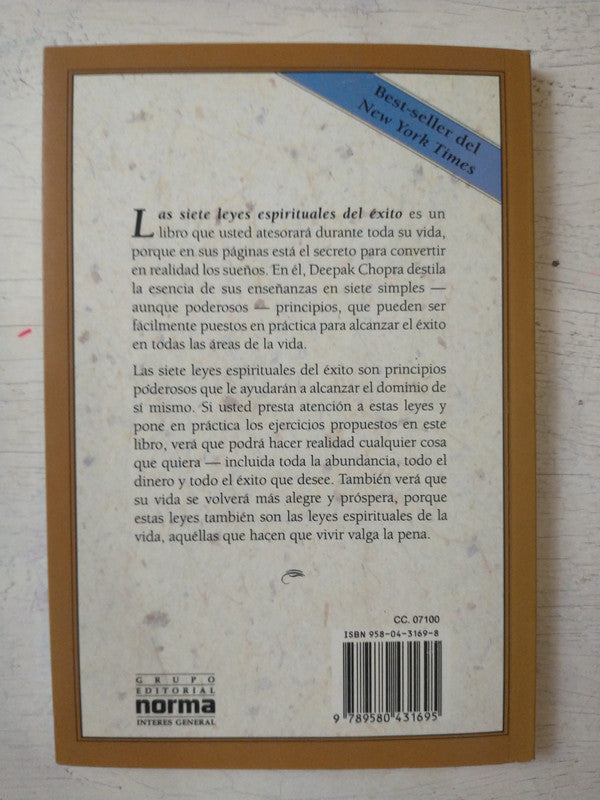 Best-seller del
New York Times
Las siete leyes espirituales del éxito es un
libro que usted atesorará durante toda su vida,
porque en sus páginas está el secreto para convertir
en realidad los sueños. En él, Deepak Chopra destila
la esencia de sus enseñanzas en siete simples —
aunque poderosos — principios, que pueden ser
fácilmente puestos en práctica para alcanzar el éxito
en todas las áreas de la vida.
Las siete leyes espirituales del éxito son principios
poderosos que le ayudarán a alcanzar el dominio de
sí mismo. Si usted presta atención a estas leyes y
pone en práctica los ejercicios propuestos en este
libro, verá que podrá hacer realidad cualquier cosa
que quiera — incluida toda la abundancia, todo el
dinero y todo el éxito que desee. También verá que
su vida se volverá más alegre y próspera, porque
estas leyes también son las leyes espirituales de la
vida, aquéllas que hacen que vivir valga la pena.
CC. 07100
ISBN 958-04-3169-8
9 789580 431695
GRUPO
EDITORIAL
norma
INTERES GENERAL